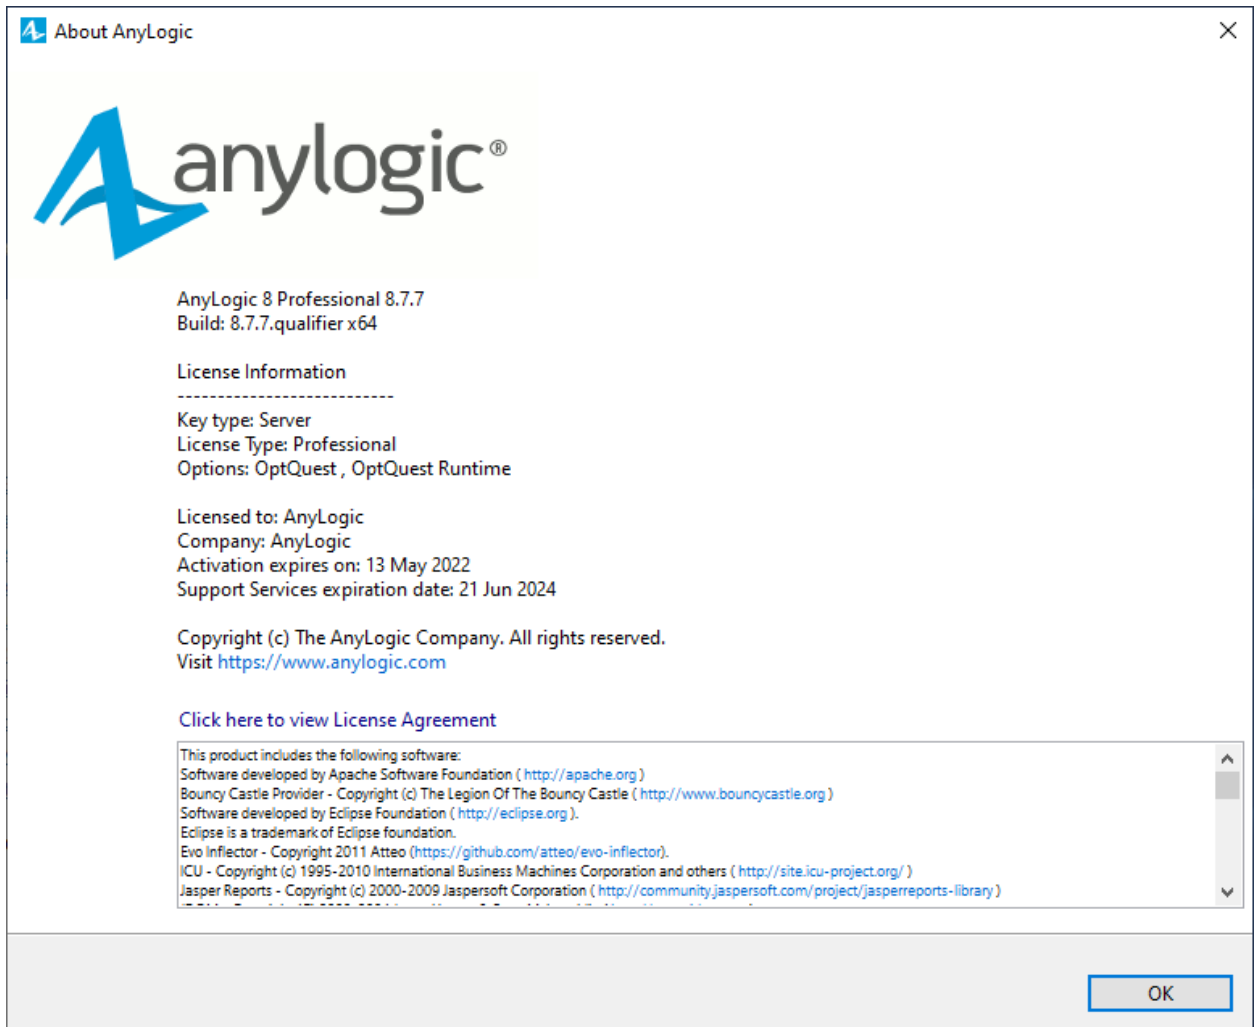 About AnyLogic
anylogic®
AnyLogic 8 Professional 8.7.7
Build: 8.7.7.qualifier x64
License Information
---------------------------
Key type: Server
License Type: Professional
Options: OptQuest , OptQuest Runtime
Licensed to: AnyLogic
Company: AnyLogic
Activation expires on: 13 May 2022
Support Services expiration date: 21 Jun 2024
Copyright (c) The AnyLogic Company. All rights reserved.
Visit https://www.anylogic.com
Click here to view License Agreement
This product includes the following software:
Software developed by Apache Software Foundation ( http://apache.org )
Bouncy Castle Provider - Copyright (c) The Legion Of The Bouncy Castle ( http://www.bouncycastle.org )
Software developed by Eclipse Foundation ( http://eclipse.org ).
Eclipse is a trademark of Eclipse foundation.
Evo Inflector - Copyright 2011 Atteo (https://github.com/atteo/evo-inflector).
ICU - Copyright (c) 1995-2010 International Business Machines Corporation and others ( http://site.icu-project.org/ )
Jasper Reports - Copyright (c) 2000-2009 Jaspersoft Corporation ( http://community.jaspersoft.com/project/jasperreports-library )
OK